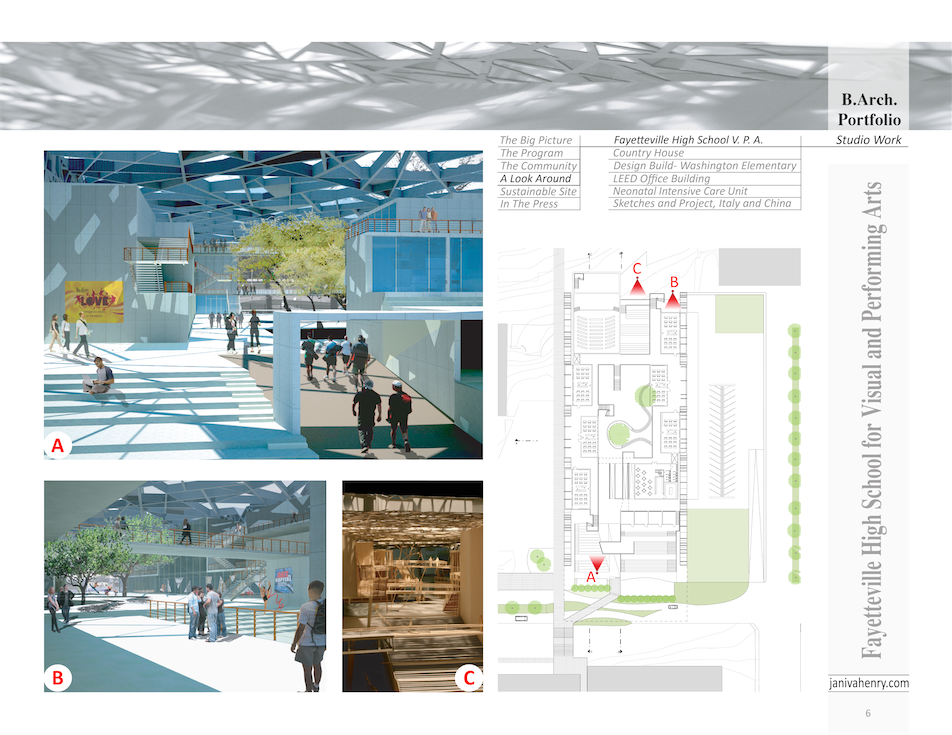 B.Arch.
Portfolio
Studio Work
The Big Picture
The Program
The Community
A Look Around
Sustainable Site
In The Press
Fayetteville High School V. P. A.
Country House
Design Build- Washington Elementary
LEED Office Building
Neonatal Intensive Care Unit
Sketches and Project, Italy and China
LOVE
A
B
C
C
B
A
Fayetteville High School for Visual and Performing Arts
janivahenry.com
6